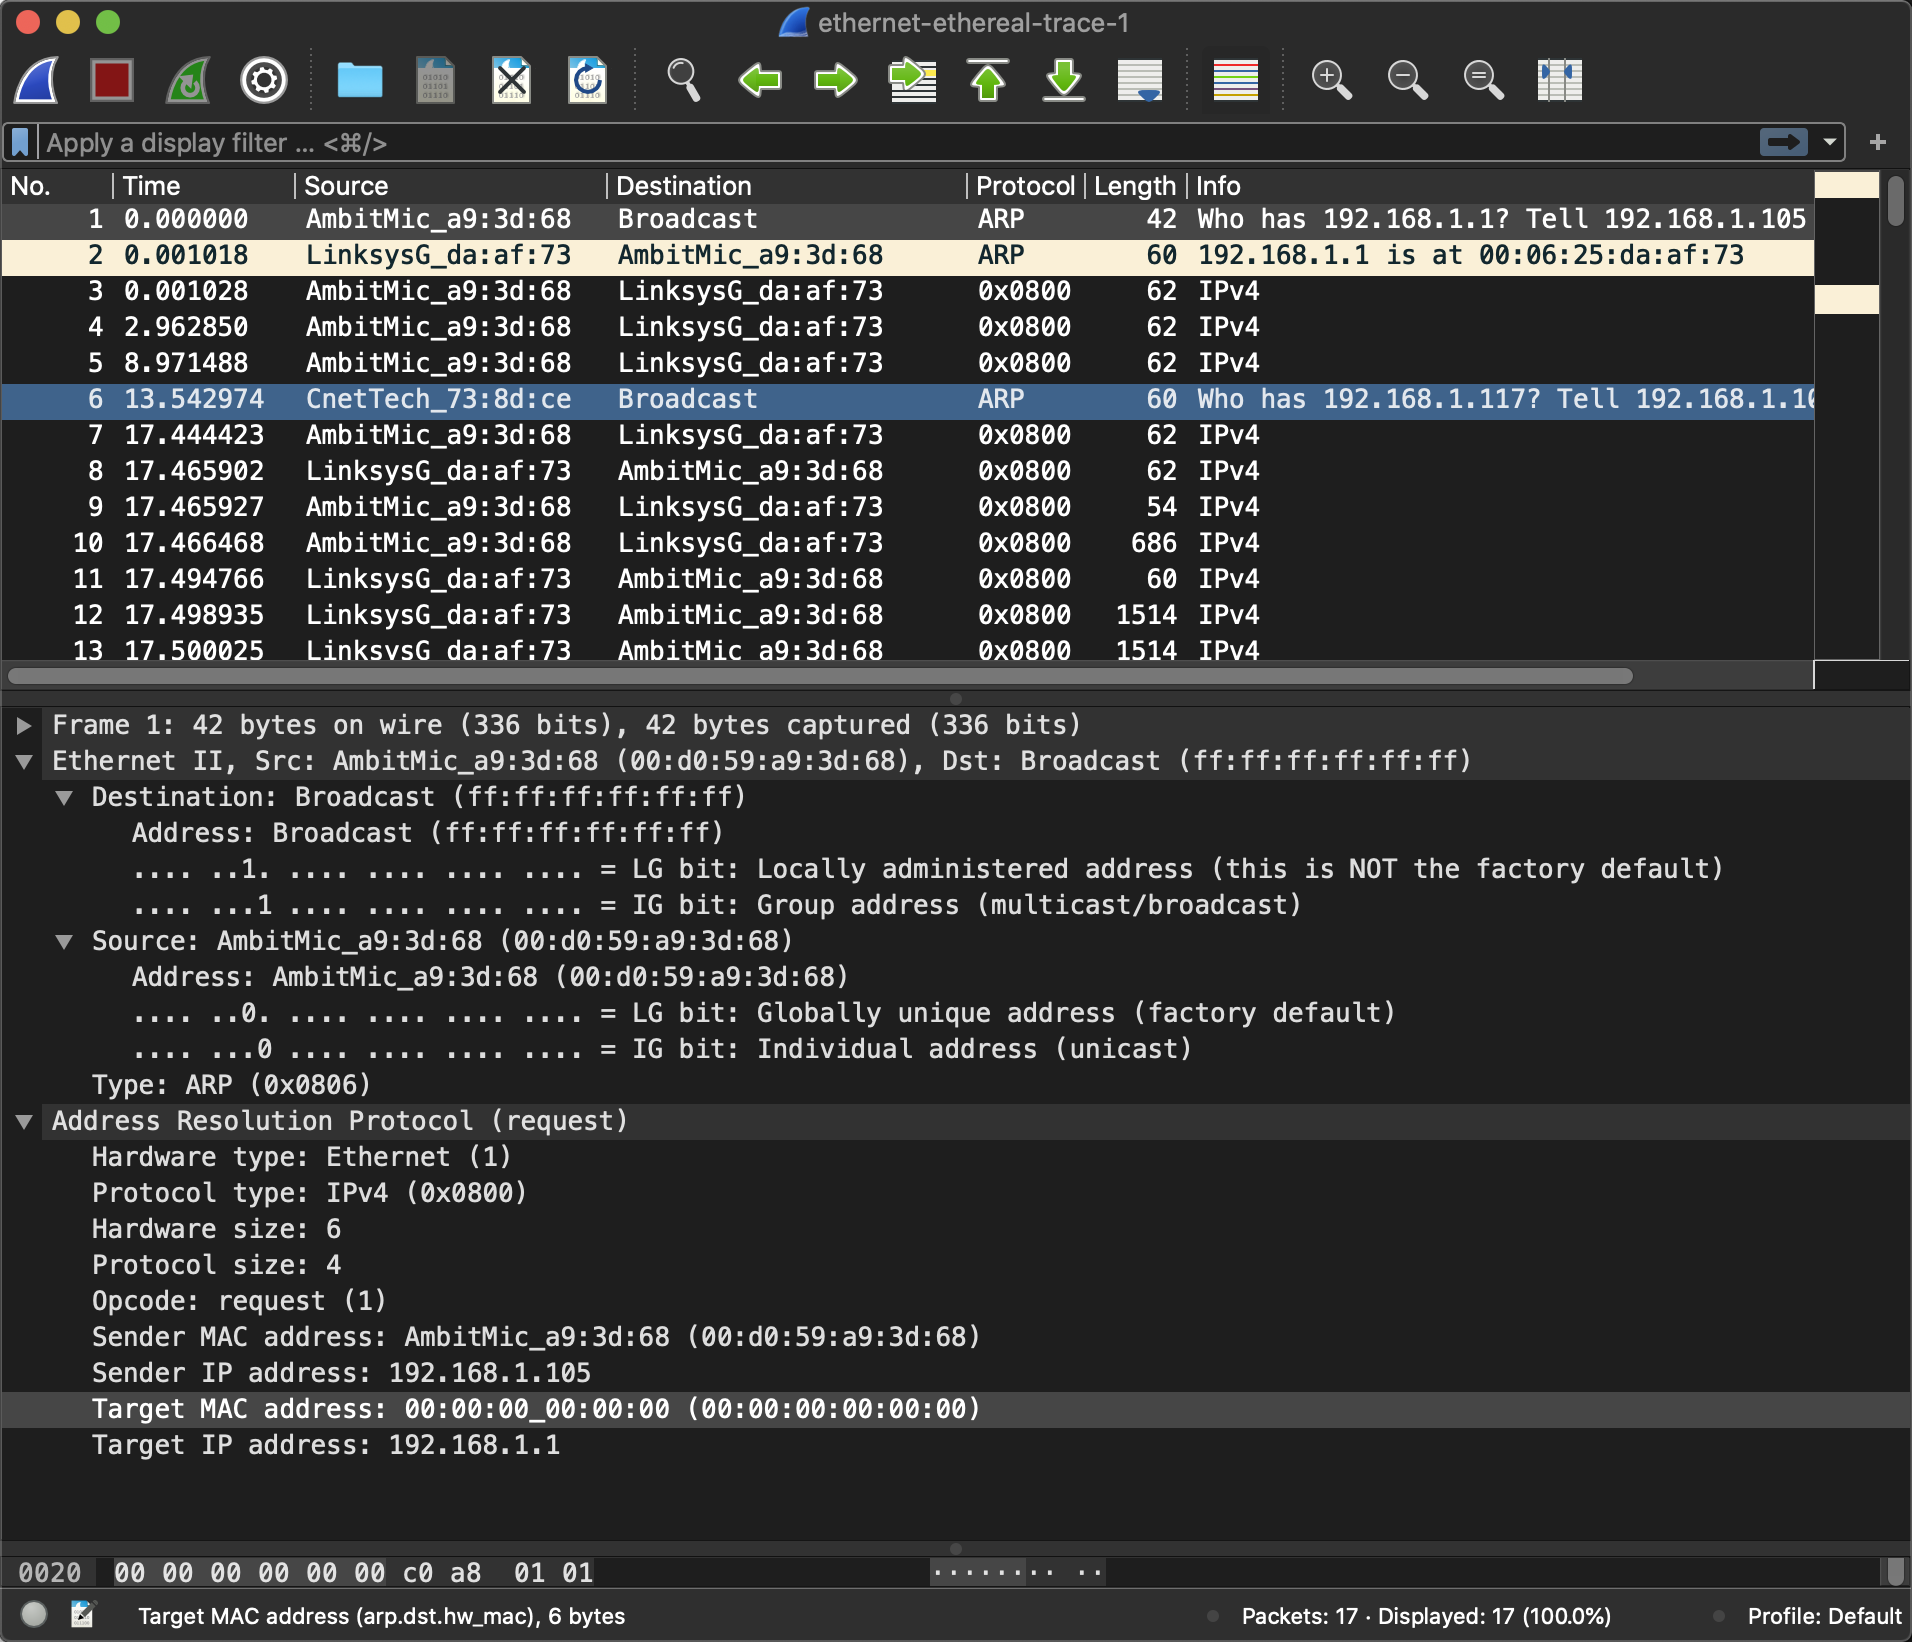 ethernet-ethereal-trace-1
Apply a display filter ... <⌘/>
No. Time Source Destination Protocol Length Info
1 0.000000 AmbitMic_a9:3d:68 Broadcast ARP 42 Who has 192.168.1.1? Tell 192.168.1.105
2 0.001018 LinksysG_da:af:73 AmbitMic_a9:3d:68 ARP 60 192.168.1.1 is at 00:06:25:da:af:73
3 0.001028 AmbitMic_a9:3d:68 LinksysG_da:af:73 0x0800 62 IPv4
4 2.962850 AmbitMic_a9:3d:68 LinksysG_da:af:73 0x0800 62 IPv4
5 8.971488 AmbitMic_a9:3d:68 LinksysG_da:af:73 0x0800 62 IPv4
6 13.542974 CnetTech_73:8d:ce Broadcast ARP 60 Who has 192.168.1.117? Tell 192.168.1.10
7 17.444423 AmbitMic_a9:3d:68 LinksysG_da:af:73 0x0800 62 IPv4
8 17.465902 LinksysG_da:af:73 AmbitMic_a9:3d:68 0x0800 62 IPv4
9 17.465927 AmbitMic_a9:3d:68 LinksysG_da:af:73 0x0800 54 IPv4
10 17.466468 AmbitMic_a9:3d:68 LinksysG_da:af:73 0x0800 686 IPv4
11 17.494766 LinksysG_da:af:73 AmbitMic_a9:3d:68 0x0800 60 IPv4
12 17.498935 LinksysG_da:af:73 AmbitMic_a9:3d:68 0x0800 1514 IPv4
13 17.500025 LinksysG_da:af:73 AmbitMic_a9:3d:68 0x0800 1514 IPv4
Frame 1: 42 bytes on wire (336 bits), 42 bytes captured (336 bits)
Ethernet II, Src: AmbitMic_a9:3d:68 (00:d0:59:a9:3d:68), Dst: Broadcast (ff:ff:ff:ff:ff:ff)
Destination: Broadcast (ff:ff:ff:ff:ff:ff)
Address: Broadcast (ff:ff:ff:ff:ff:ff)
.... ..1. .... .... .... .... = LG bit: Locally administered address (this is NOT the factory default)
.... ...1 .... .... .... .... = IG bit: Group address (multicast/broadcast)
Source: AmbitMic_a9:3d:68 (00:d0:59:a9:3d:68)
Address: AmbitMic_a9:3d:68 (00:d0:59:a9:3d:68)
.... ..0. .... .... .... .... = LG bit: Globally unique address (factory default)
.... ...0 .... .... .... .... = IG bit: Individual address (unicast)
Type: ARP (0x0806)
Address Resolution Protocol (request)
Hardware type: Ethernet (1)
Protocol type: IPv4 (0x0800)
Hardware size: 6
Protocol size: 4
Opcode: request (1)
Sender MAC address: AmbitMic_a9:3d:68 (00:d0:59:a9:3d:68)
Sender IP address: 192.168.1.105
Target MAC address: 00:00:00_00:00:00 (00:00:00:00:00:00)
Target IP address: 192.168.1.1
0020 00 00 00 00 00 00 c0 a8 01 01 ········ ··
Target MAC address (arp.dst.hw_mac), 6 bytes Packets: 17 · Displayed: 17 (100.0%) Profile: Default